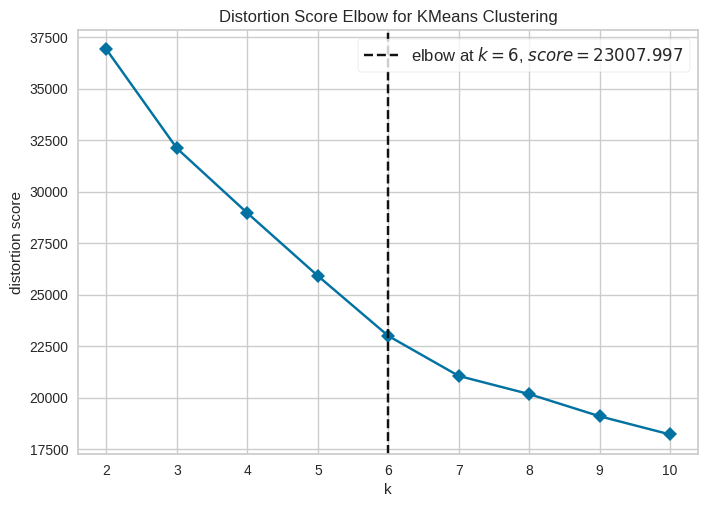 Distortion Score Elbow for KMeans Clustering
elbow at k = 6, score = 23007.997
37500
35000
32500
30000
27500
25000
22500
20000
17500
distortion score
2 3 4 5 6 7 8 9 10
k